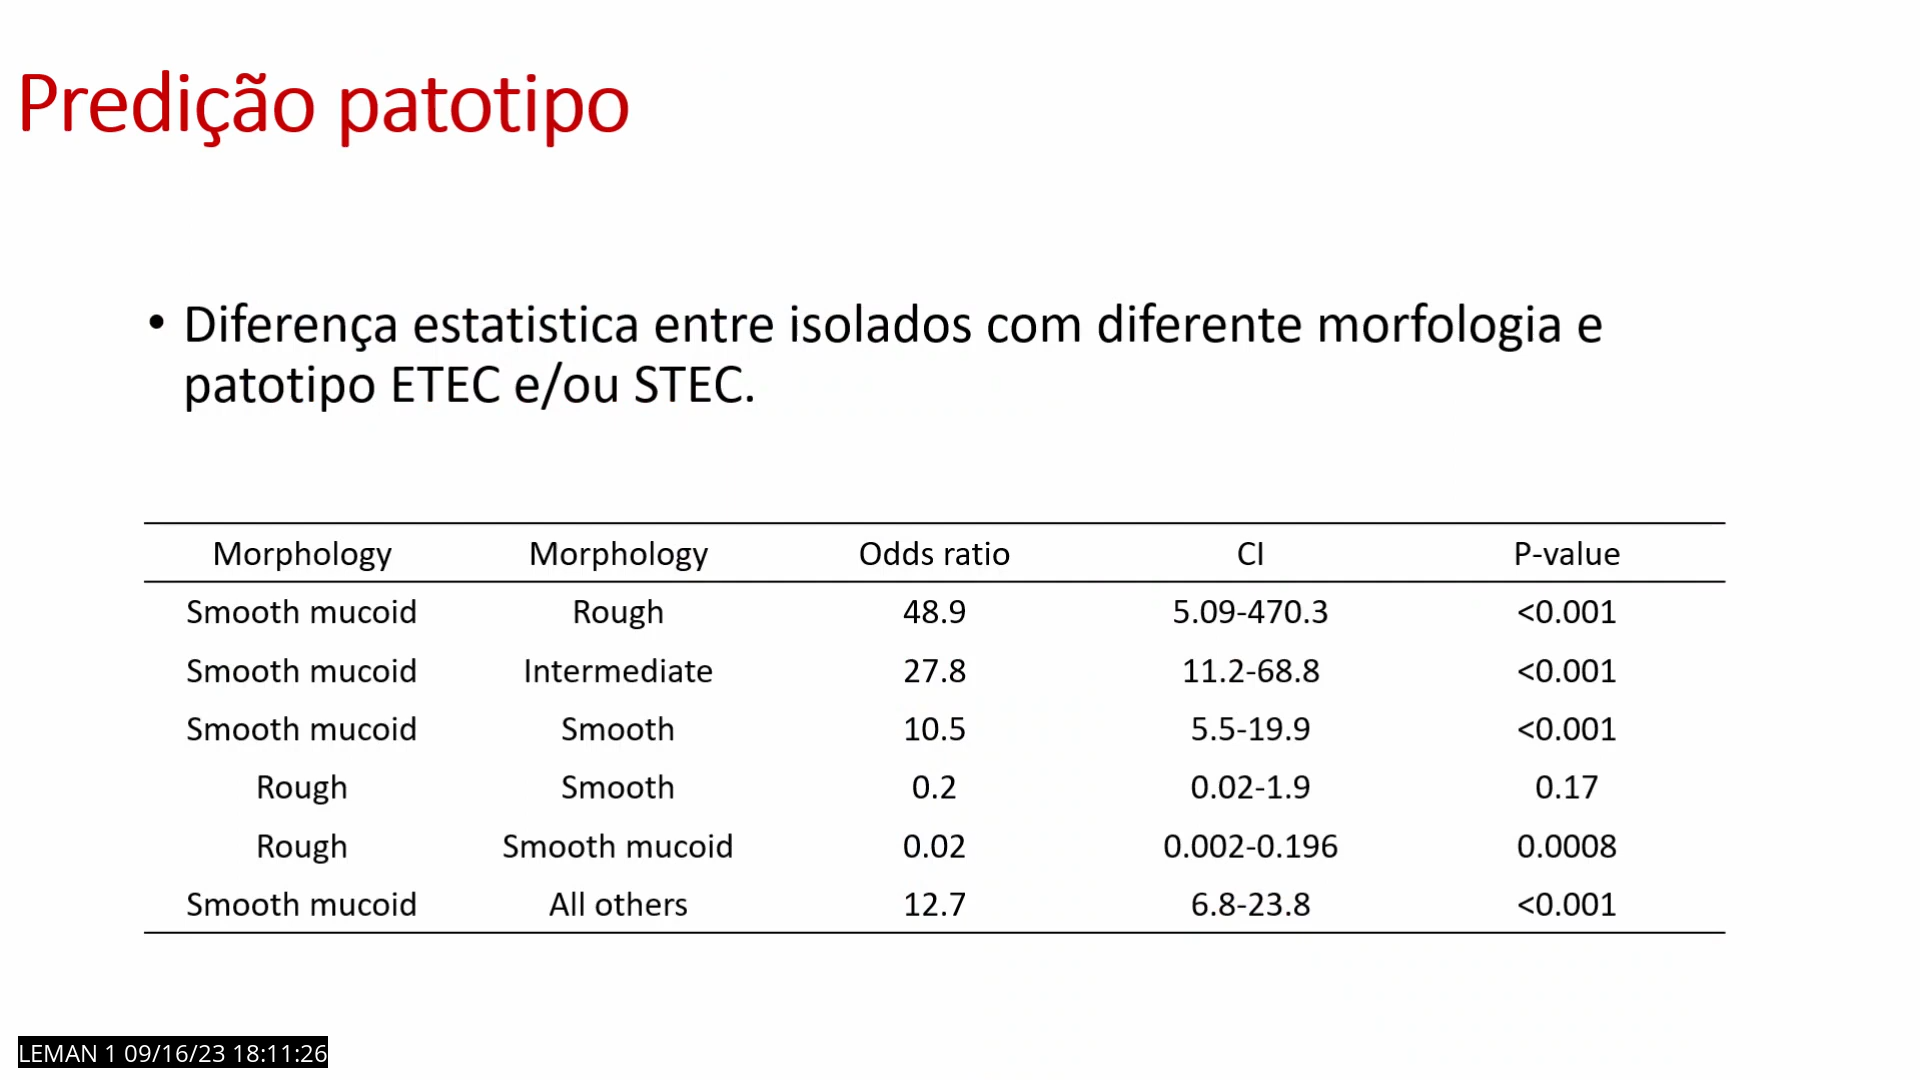 Predição patotipo
• Diferença estatistica entre isolados com diferente morfologia e
patotipo ETEC e/ou STEC.
Morphology Morphology Odds ratio CI P-value
Smooth mucoid Rough 48.9 5.09-470.3 <0.001
Smooth mucoid Intermediate 27.8 11.2-68.8 <0.001
Smooth mucoid Smooth 10.5 5.5-19.9 <0.001
Rough Smooth 0.2 0.02-1.9 0.17
Rough Smooth mucoid 0.02 0.002-0.196 0.0008
Smooth mucoid All others 12.7 6.8-23.8 <0.001
LEMAN 1 09/16/23 18:11:26